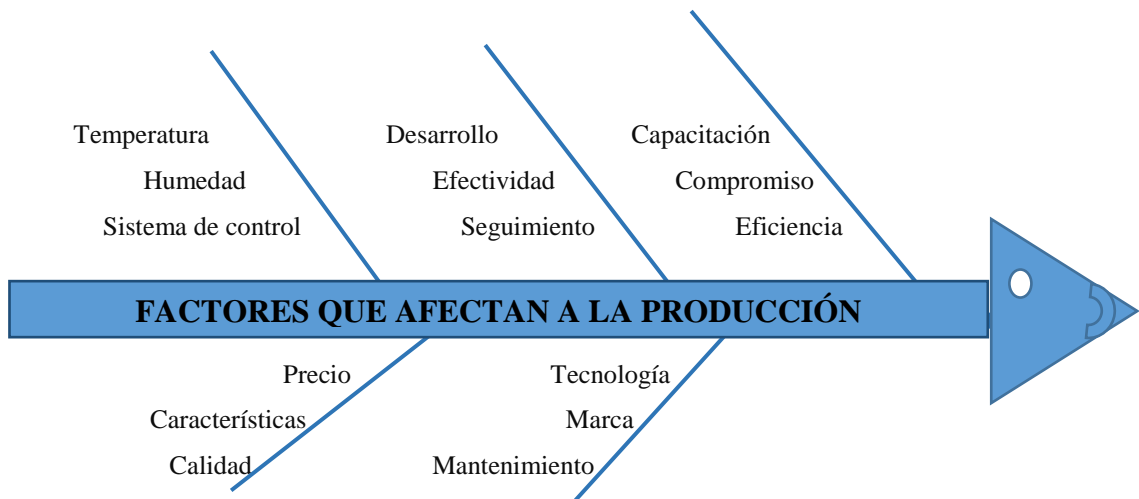 Temperatura
Humedad
Sistema de control
Desarrollo
Efectividad
Seguimiento
Capacitación
Compromiso
Eficiencia
FACTORES QUE AFECTAN A LA PRODUCCIÓN
Precio
Características
Calidad
Tecnología
Marca
Mantenimiento